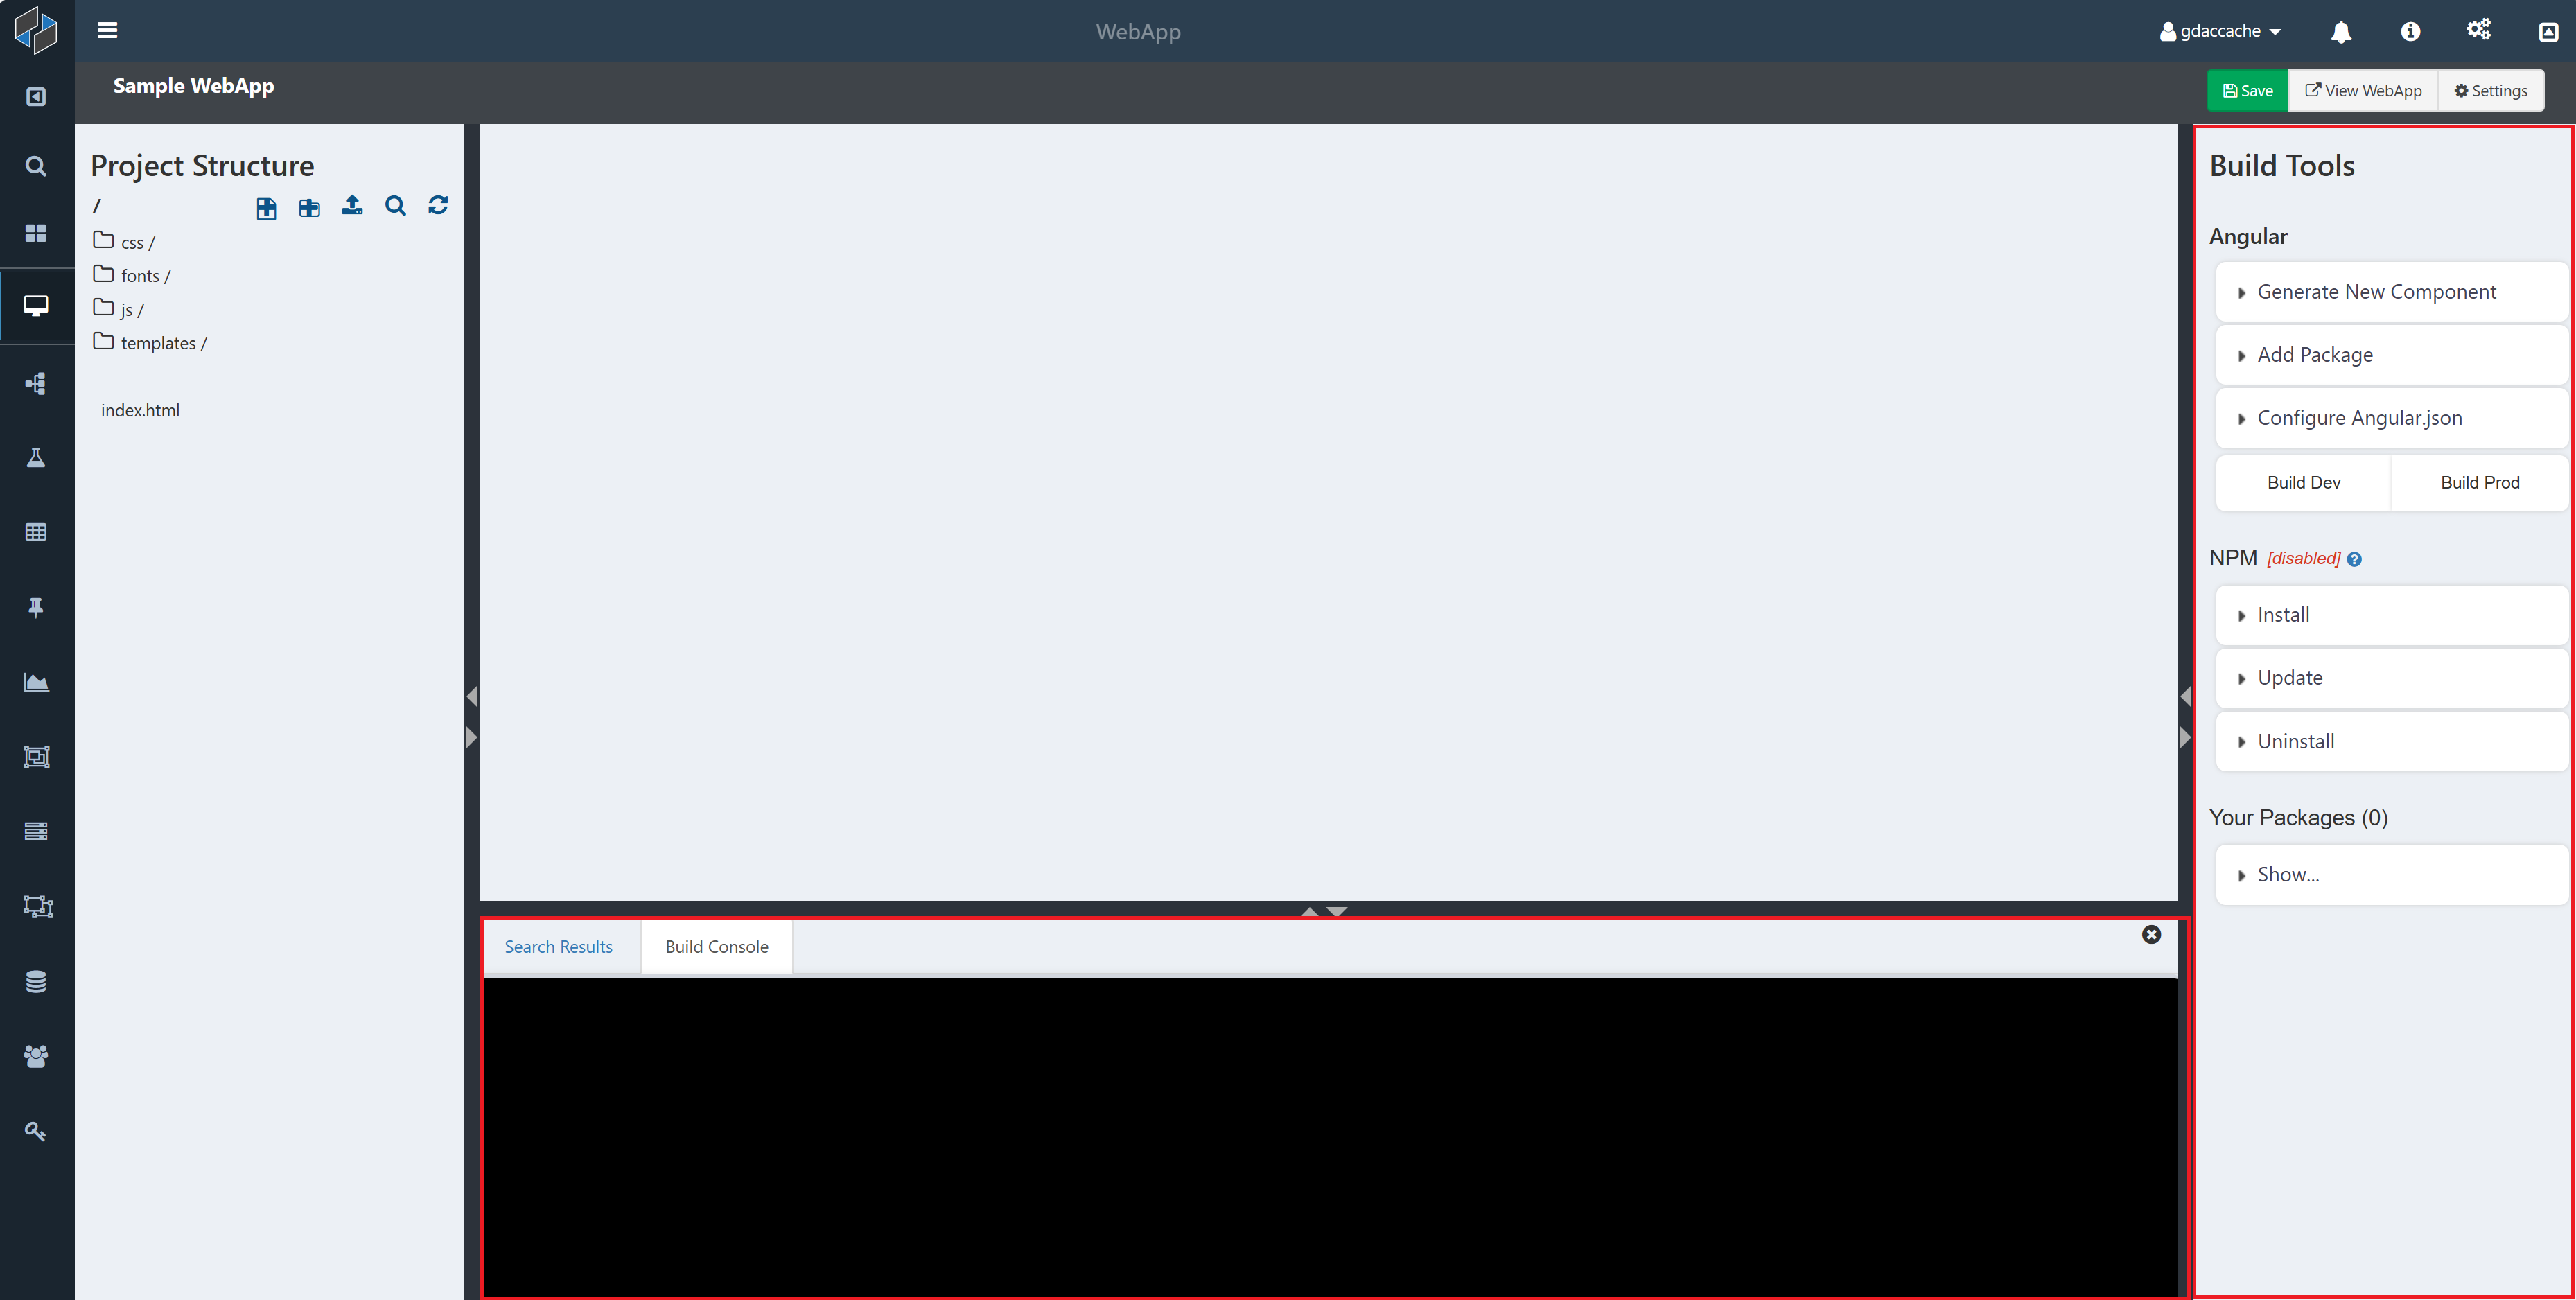 WebApp
gdaccache
Sample WebApp
Save
View WebApp
Settings
Project Structure
/
css /
fonts /
js /
templates /
index.html
Search Results
Build Console
Build Tools
Angular
Generate New Component
Add Package
Configure Angular.json
Build Dev
Build Prod
NPM [disabled]
Install
Update
Uninstall
Your Packages (0)
Show...